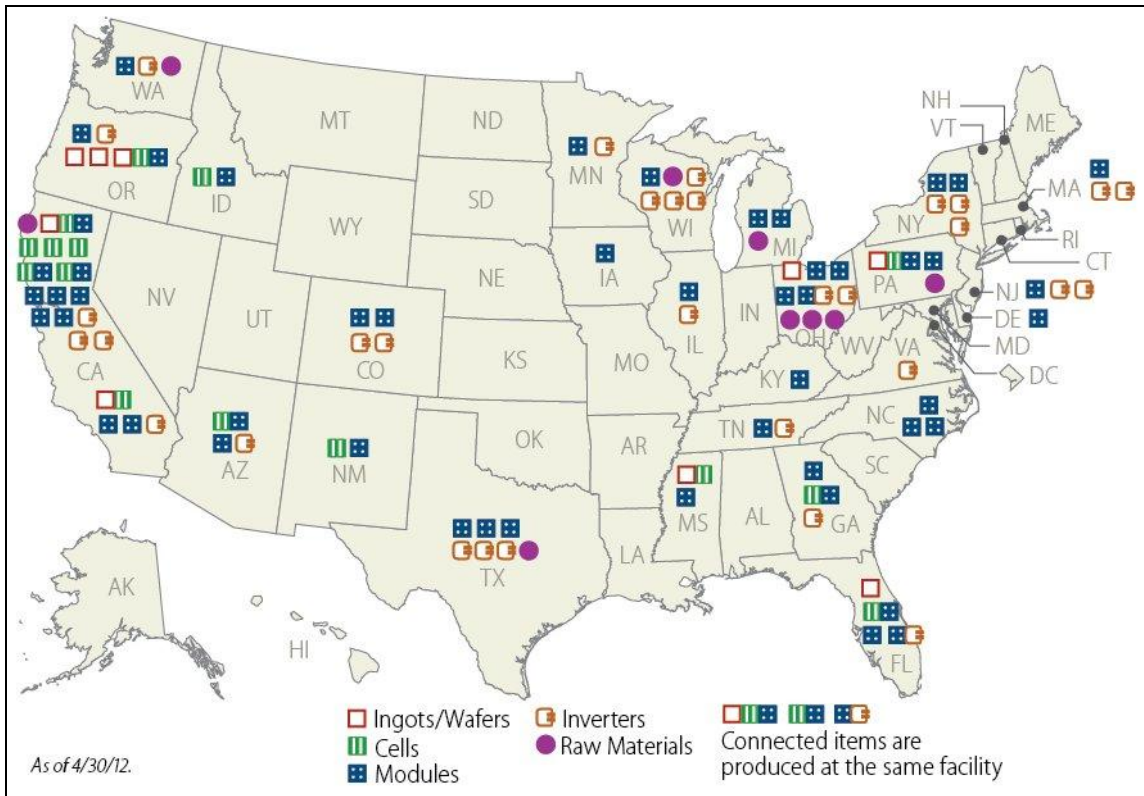 WA
MT
ND
OR
ID
MN
WI
SD
WY
MI
NH
VT
ME
MA
NY
RI
CT
IA
NE
PA
NJ
DE
MD
DC
NV
UT
CO
IL
IN
OH
WV
VA
CA
KS
MO
KY
NC
TN
AZ
NM
OK
AR
SC
MS
AL
GA
TX
LA
AK
HI
FL
Ingots/Wafers
Cells
Modules
Inverters
Raw Materials
Connected items are
produced at the same facility
As of 4/30/12.